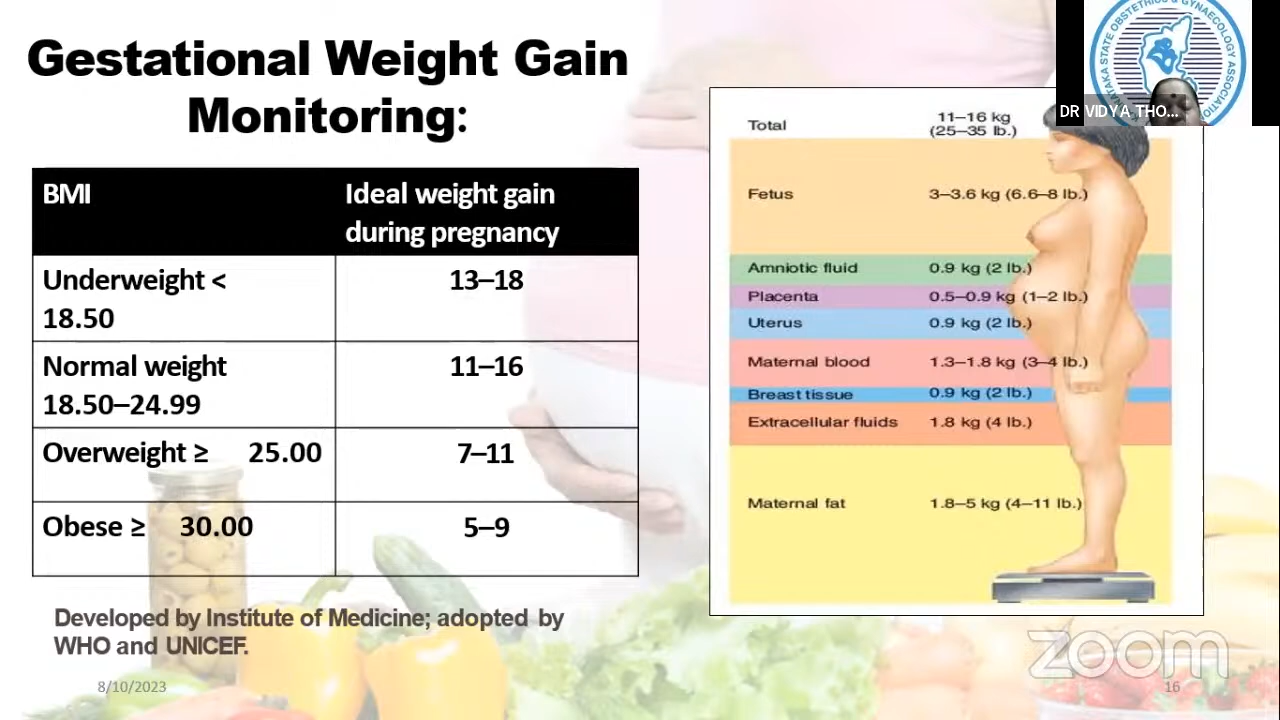 Gestational Weight Gain
Monitoring:
BMI
Ideal weight gain
during pregnancy
Underweight <
18.50
13–18
Normal weight
18.50–24.99
11–16
Overweight ≥ 25.00
7–11
Obese ≥ 30.00
5–9
Developed by Institute of Medicine; adopted by
WHO and UNICEF.
8/10/2023
Total 11–16 kg
(25–35 lb.)
Fetus 3–3.6 kg (6.6–8 lb.)
Amniotic fluid 0.9 kg (2 lb.)
Placenta 0.5–0.9 kg (1–2 lb.)
Uterus 0.9 kg (2 lb.)
Maternal blood 1.3–1.8 kg (3–4 lb.)
Breast tissue 0.9 kg (2 lb.)
Extracellular fluids 1.8 kg (4 lb.)
Maternal fat 1.8–5 kg (4–11 lb.)
STATE OBSTETRICS & GYNAECOLOGY ASSOCIATION
DR VIDYA THO...
zoom
16